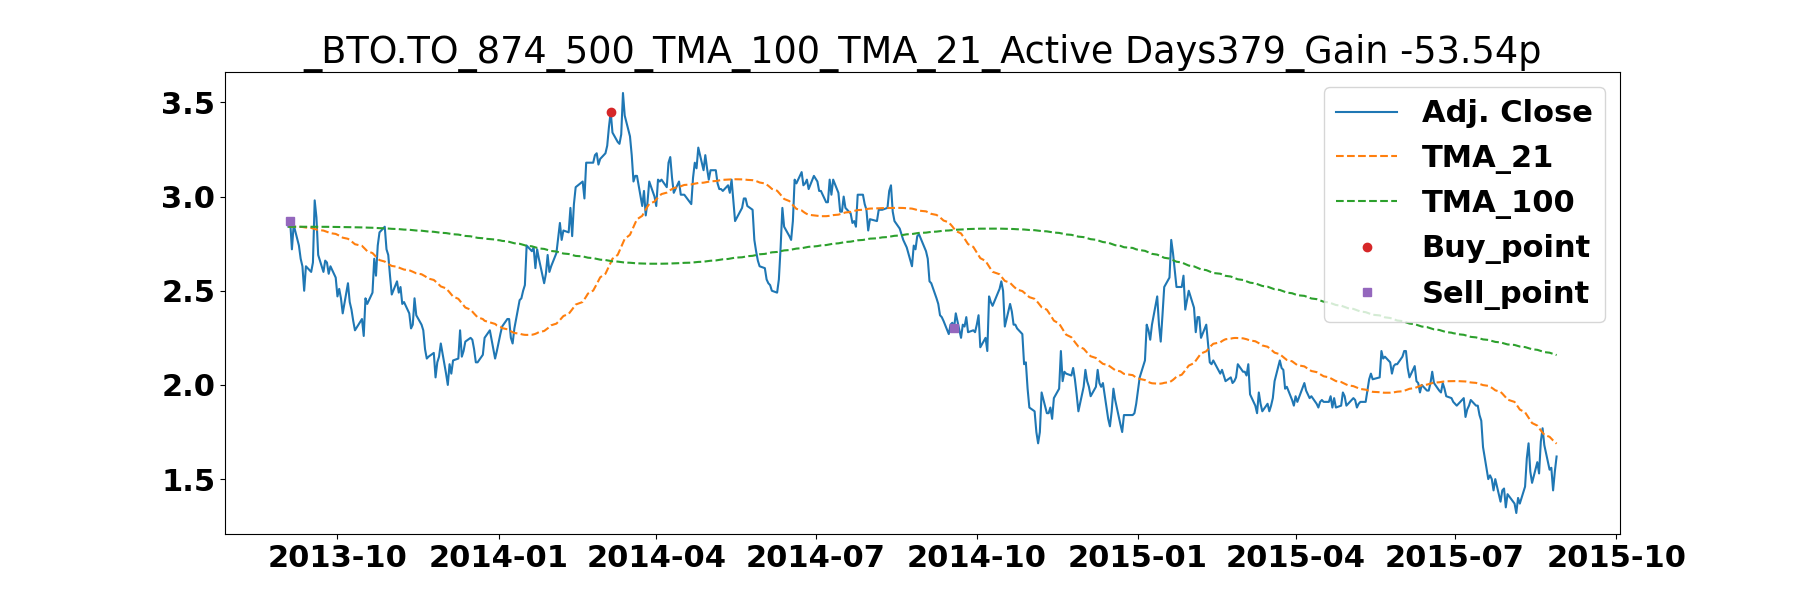 _BTO.TO_874_500_TMA_100_TMA_21_Active Days379_Gain -53.54p
3.5
3.0
2.5
2.0
1.5
Adj. Close
TMA_21
TMA_100
Buy_point
Sell_point
2013-10 2014-01 2014-04 2014-07 2014-10 2015-01 2015-04 2015-07 2015-10